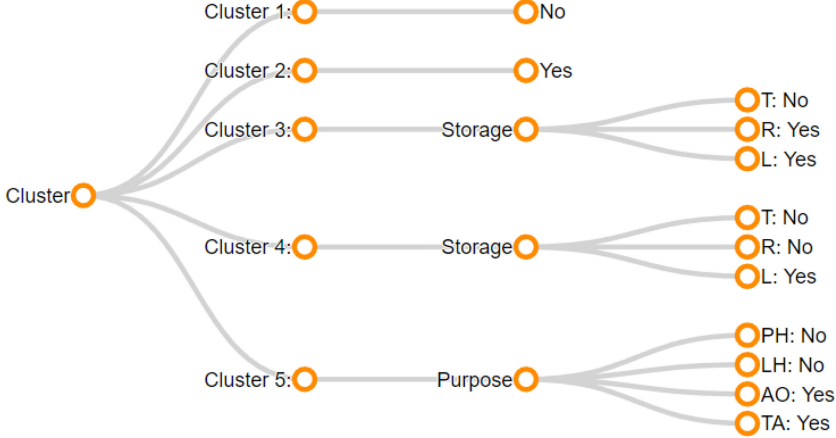 Cluster 1: No
Cluster 2: Yes
T: No
Cluster 3: Storage R: Yes
L: Yes
Cluster
T: No
Cluster 4: Storage R: No
L: Yes
PH: No
LH: No
Cluster 5: Purpose
AO: Yes
TA: Yes